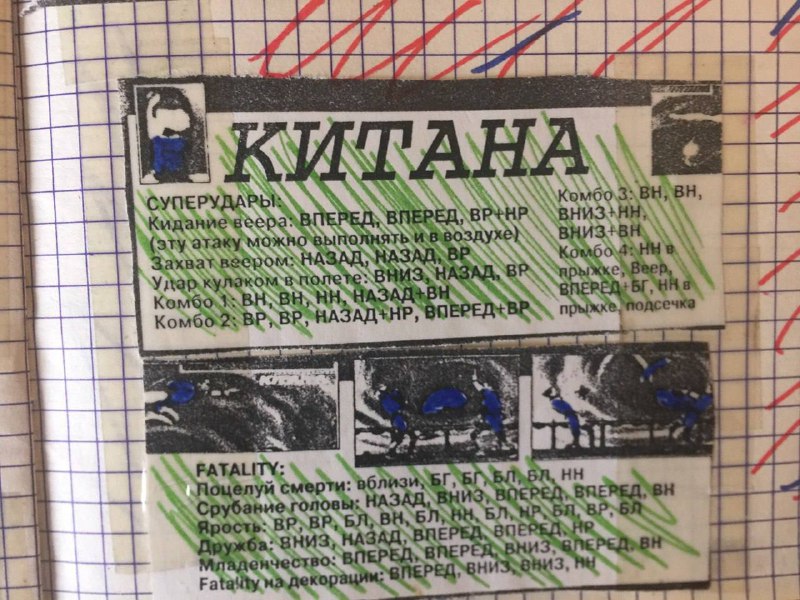 КИТАНА
СУПЕРУДАРЫ:
Кидание веера: ВПЕРЕД, ВПЕРЕД, ВР+НР
(эту атаку можно выполнять и в воздухе)
Захват веером: НАЗАД, НАЗАД, ВР
Удар кулаком в полете: ВНИЗ, НАЗАД, ВР
Комбо 1: ВН, ВН, НН, НАЗАД+ВН
Комбо 2: ВР, ВР, НАЗАД+НР, ВПЕРЕД+ВР
Комбо 3: ВН, ВН,
ВНИЗ+НН,
ВНИЗ+ВН
Комбо 4: НН в
прыжке, Веер,
ВПЕРЕД+БГ, НН в
прыжке, подсечка
FATALITY:
Поцелуй смерти: вблизи, БГ, БГ, БЛ, БЛ, НН
Срубание головы: НАЗАД, ВНИЗ, ВПЕРЕД, ВПЕРЕД, ВН
Ярость: ВР, ВР, БЛ, ВН, БЛ, НН, БЛ, НР, БЛ, ВР, БЛ
Дружба: ВНИЗ, НАЗАД, ВПЕРЕД, ВПЕРЕД, НР
Младенчество: ВПЕРЕД, ВПЕРЕД, ВНИЗ, ВПЕРЕД, ВН
Fatality на декорации: ВПЕРЕД, ВНИЗ, ВНИЗ, НН